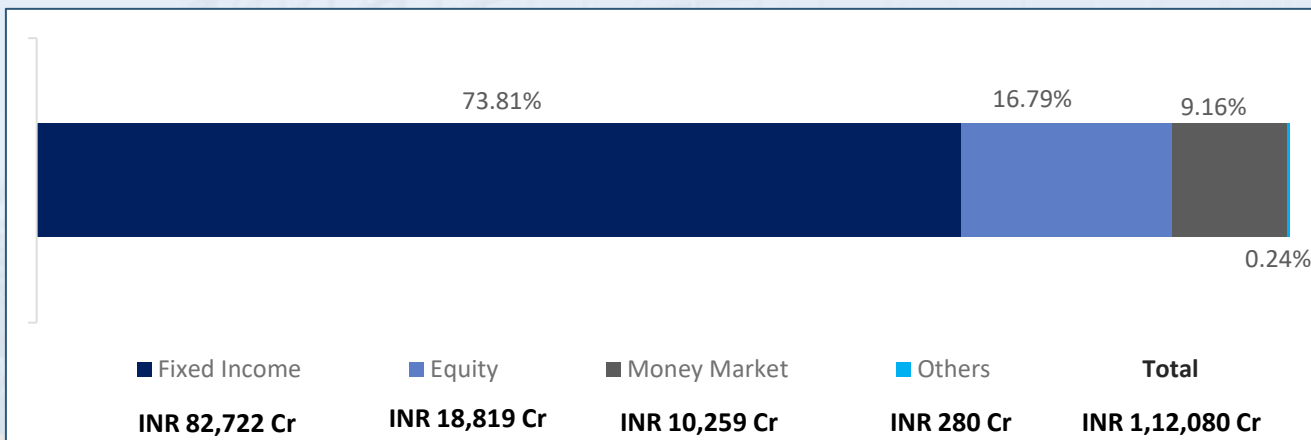 73.81%
16.79%
9.16%
0.24%
Fixed Income Equity Money Market Others Total
INR 82,722 Cr INR 18,819 Cr INR 10,259 Cr INR 280 Cr INR 1,12,080 Cr